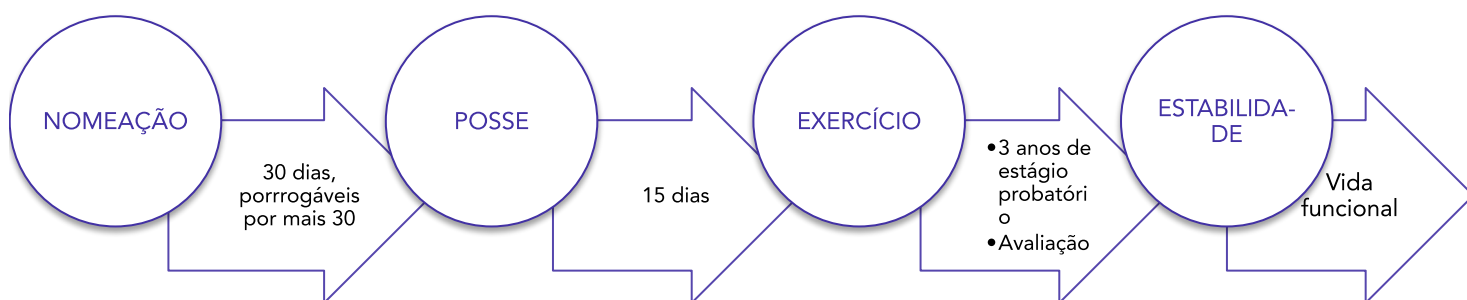 NOMEAÇÃO
30 dias,
porrrogáveis
por mais 30
POSSE
15 dias
EXERCÍCIO
•3 anos de
estágio
probatóri
o
•Avaliação
ESTABILIDA-
DE
Vida
funcional